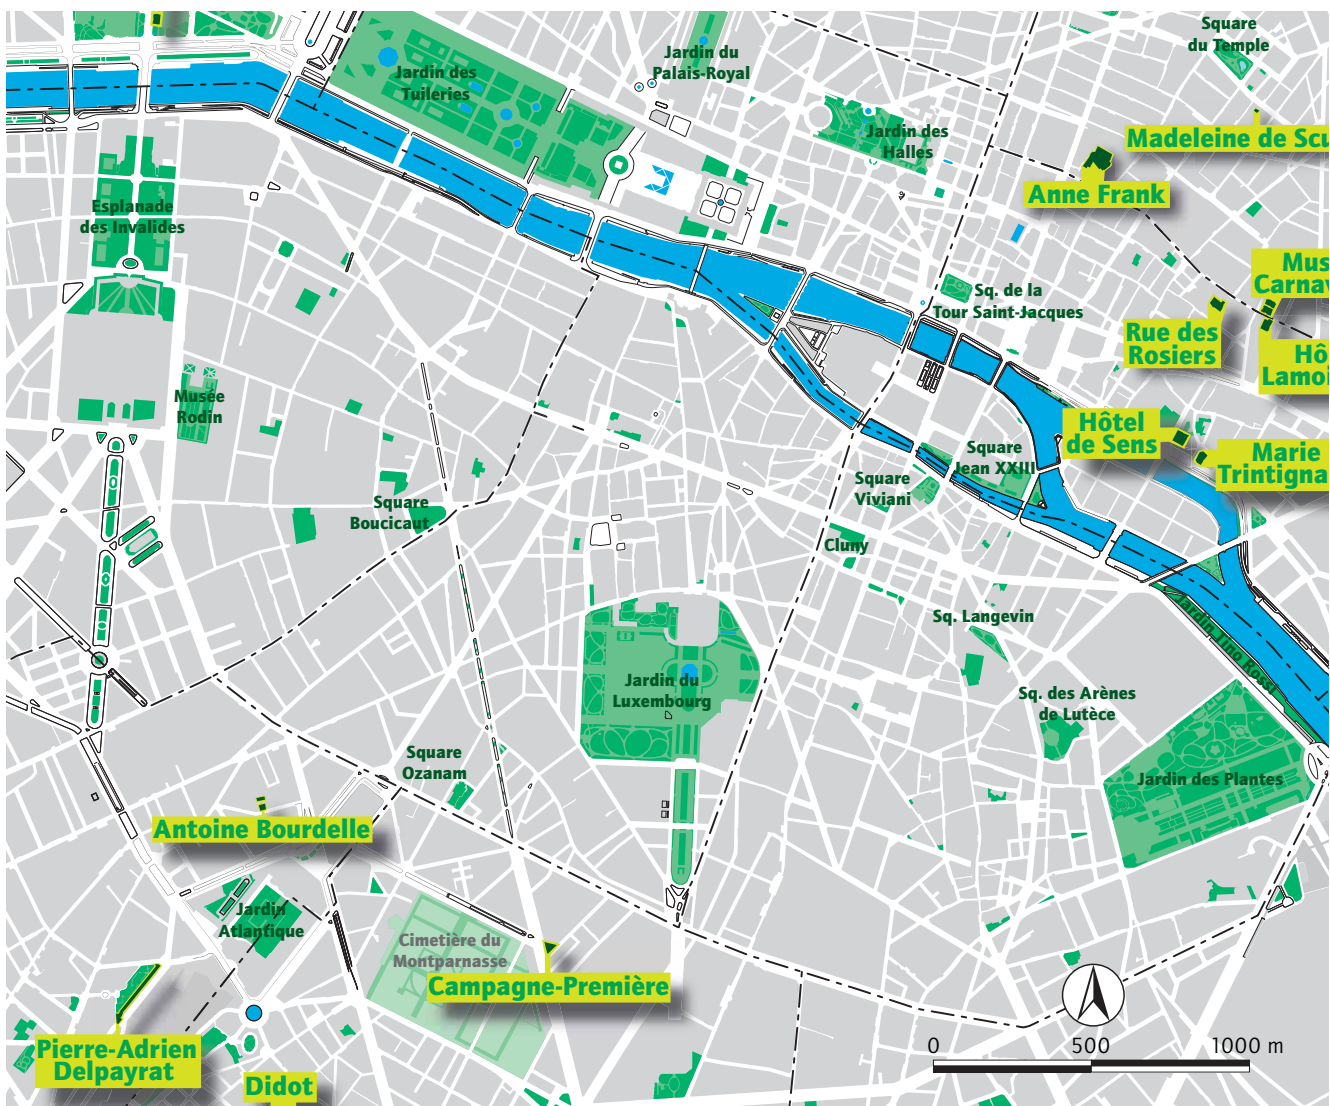 Square
du Temple
Jardin du
Palais-Royal
Jardin des
Tuileries
Jardin des
Halles
Madeleine de Scu
Anne Frank
Esplanade
des Invalides
Mus
Carnav
Sq. de la
Tour Saint-Jacques
Rue des
Rosiers
Hô
Lamoi
Musée
Rodin
Hôtel
de Sens
Marie
Trintigna
Square
Jean XXIII
Square
Viviani
Square
Boucicaut
Cluny
Sq. Langevin
Jardin Tino Rossi
Jardin du
Luxembourg
Sq. des Arènes
de Lutèce
Square
Ozanam
Jardin des Plantes
Antoine Bourdelle
Jardin
Atlantique
Cimetière du
Montparnasse
Campagne-Première
Pierre-Adrien
Delpayrat
Didot
0 500 1000 m